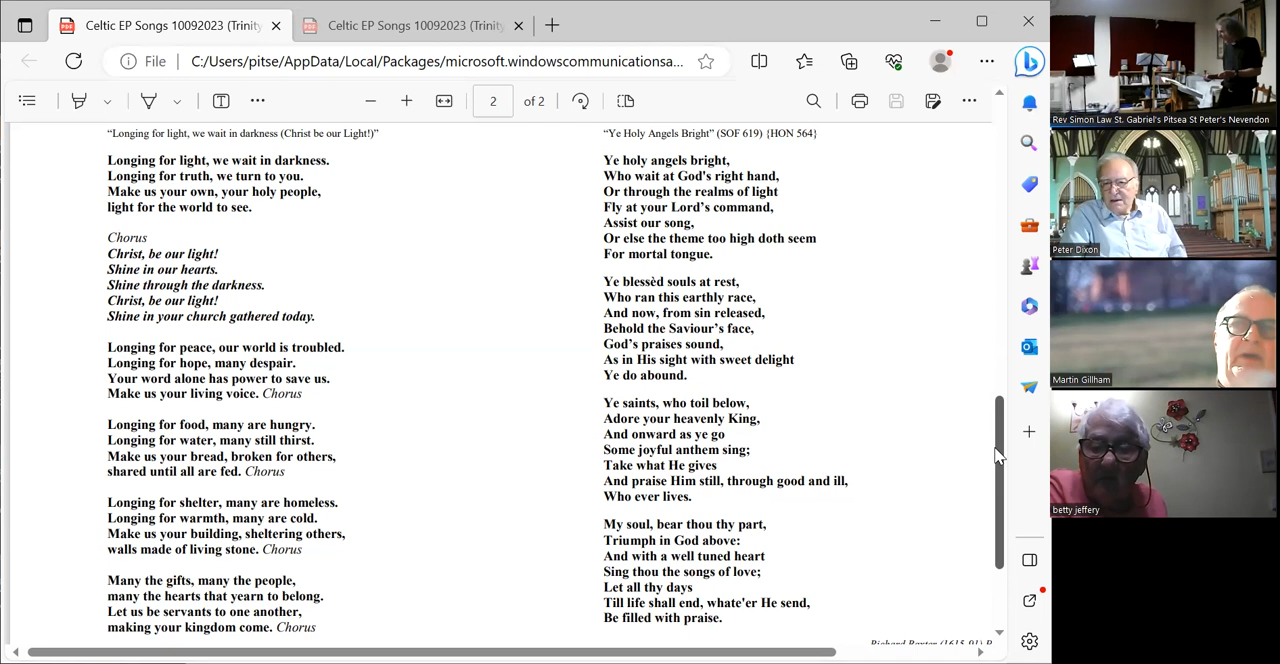 Celtic EP Songs 10092023 (Trinity
Celtic EP Songs 10092023 (Trinity
File
C:/Users/pitse/AppData/Local/Packages/microsoft.windowscommunicationsa...
2
of 2
"Longing for light, we wait in darkness (Christ be our Light!)"
Longing for light, we wait in darkness.
Longing for truth, we turn to you.
Make us your own, your holy people,
light for the world to see.
Chorus
Christ, be our light!
Shine in our hearts.
Shine through the darkness.
Christ, be our light!
Shine in your church gathered today.
Longing for peace, our world is troubled.
Longing for hope, many despair.
Your word alone has power to save us.
Make us your living voice. Chorus
Longing for food, many are hungry.
Longing for water, many still thirst.
Make us your bread, broken for others,
shared until all are fed. Chorus
Longing for shelter, many are homeless.
Longing for warmth, many are cold.
Make us your building, sheltering others,
walls made of living stone. Chorus
Many the gifts, many the people,
many the hearts that yearn to belong.
Let us be servants to one another,
making your kingdom come. Chorus
"Ye Holy Angels Bright" (SOF 619) {HON 564}
Ye holy angels bright,
Who wait at God's right hand,
Or through the realms of light
Fly at your Lord's command,
Assist our song,
Or else the theme too high doth seem
For mortal tongue.
Ye blessèd souls at rest,
Who ran this earthly race,
And now, from sin released,
Behold the Saviour's face,
God's praises sound,
As in His sight with sweet delight
Ye do abound.
Ye saints, who toil below,
Adore your heavenly King,
And onward as ye go
Some joyful anthem sing;
Take what He gives
And praise Him still, through good and ill,
Who ever lives.
My soul, bear thou thy part,
Triumph in God above:
And with a well tuned heart
Sing thou the songs of love;
Let all thy days
Till life shall end, whate'er He send,
Be filled with praise.
Richard Baxter (1615-91)
Rev Simon Law St. Gabriel's Pitsea St Peter's Nevendon
Peter Dixon
Martin Gillham
betty jeffery